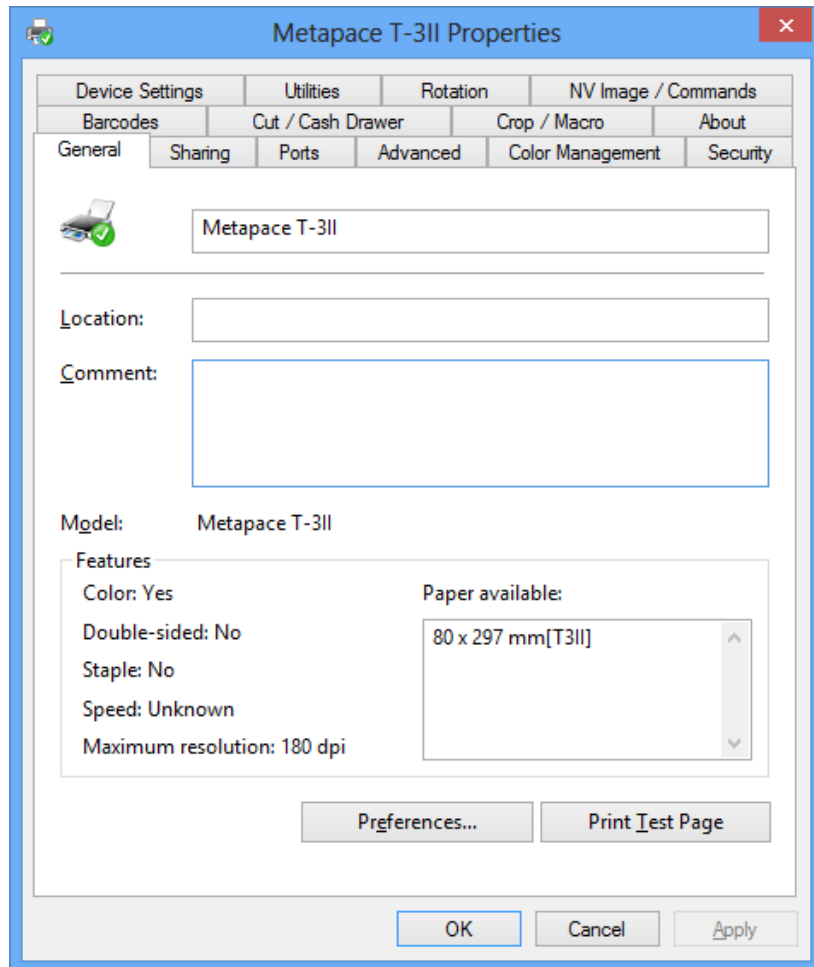 Metapace T-3II Properties
Device Settings Utilities Rotation NV Image / Commands
Barcodes Cut / Cash Drawer Crop / Macro About
General Sharing Ports Advanced Color Management Security
Metapace T-3II
Location:
Comment:
Model: Metapace T-3II
Features
Color: Yes Paper available:
Double-sided: No 80 x 297 mm[T3II]
Staple: No
Speed: Unknown
Maximum resolution: 180 dpi
Preferences... Print Test Page
OK Cancel Apply